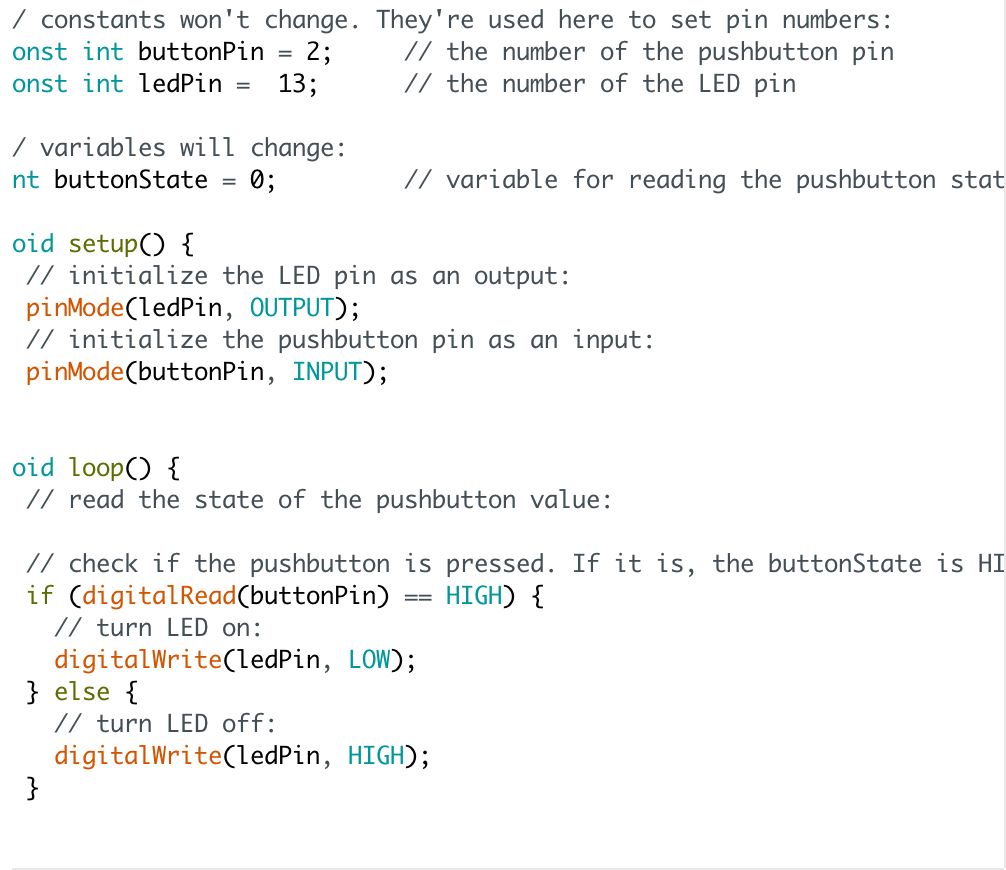 / constants won't change. They're used here to set pin numbers:
onst int buttonPin = 2;     // the number of the pushbutton pin
onst int ledPin =  13;      // the number of the LED pin
/ variables will change:
nt buttonState = 0;         // variable for reading the pushbutton stat
oid setup() {
 // initialize the LED pin as an output:
 pinMode(ledPin, OUTPUT);
 // initialize the pushbutton pin as an input:
 pinMode(buttonPin, INPUT);
oid loop() {
 // read the state of the pushbutton value:
 // check if the pushbutton is pressed. If it is, the buttonState is HI
 if (digitalRead(buttonPin) == HIGH) {
   // turn LED on:
   digitalWrite(ledPin, LOW);
 } else {
   // turn LED off:
   digitalWrite(ledPin, HIGH);
 }